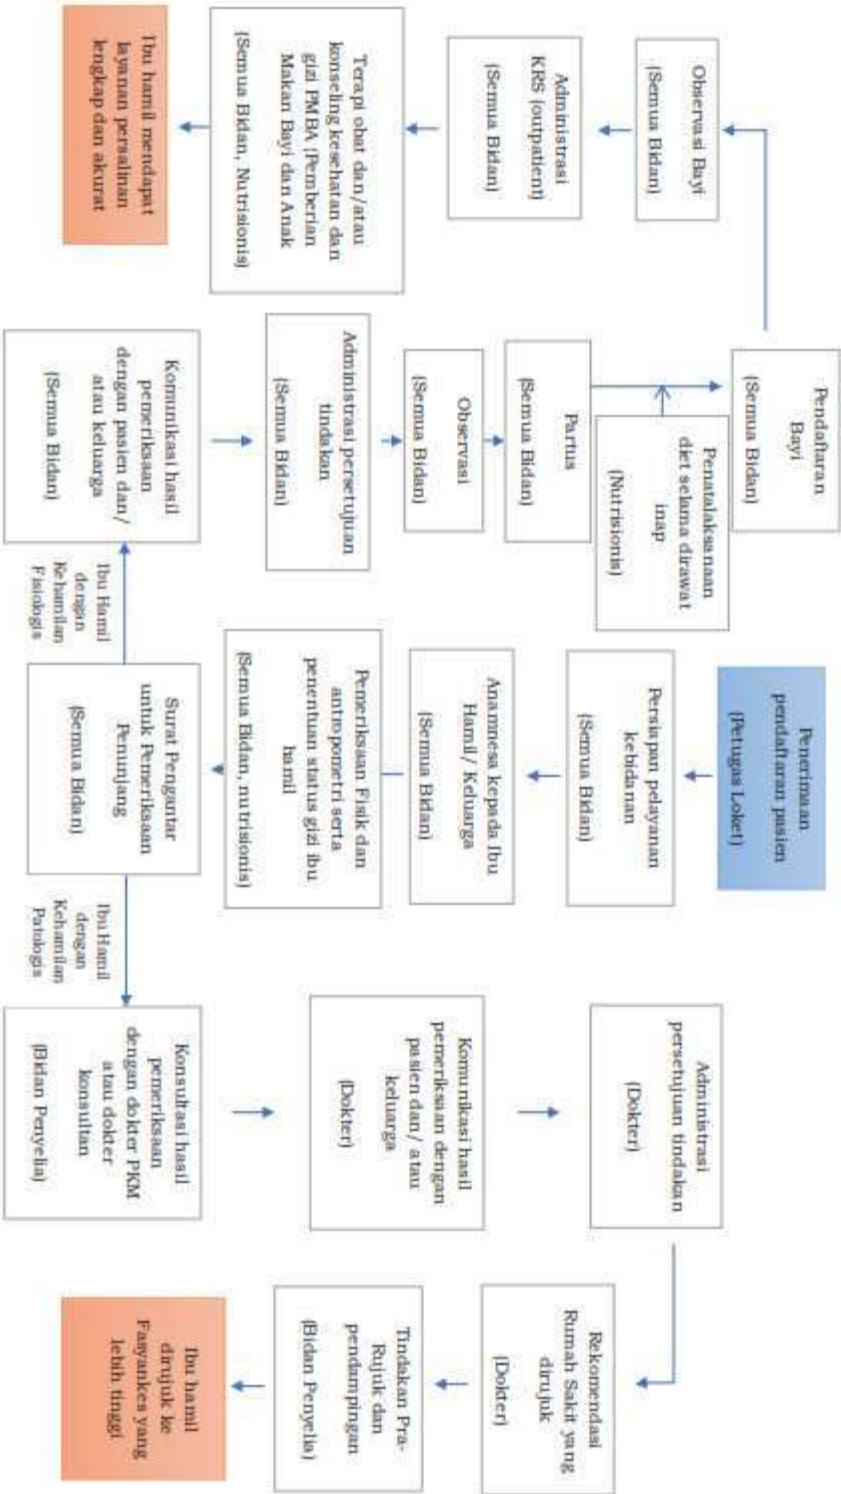 Penerimaan
pendaftaran pasien
(Petugas Loket)
Persiapan pelayanan
kebidanan
(Semua Bidan)
Anamnesa kepada Ibu
Hamil/ Keluarga
(Semua Bidan)
Pemeriksaan Fisik dan
antropometri serta
penentuan status gizi ibu
hamil
(Semua Bidan, nutrisionis)
Surat Pengantar
untuk Pemeriksaan
Penunjang
(Semua Bidan)
Ibu Hamil
dengan
Kehamilan
Fisiologis
Komunikasi hasil
pemeriksaan
dengan pasien dan/
atau keluarga
(Semua Bidan)
Administrasi persetujuan
tindakan
(Semua Bidan)
Observasi
(Semua Bidan)
Partus
(Semua Bidan)
Penatalaksanaan
diet selama dirawat
inap
(Nutrisionis)
Pendaftaran
Bayi
(Semua Bidan)
Observasi Bayi
(Semua Bidan)
Administrasi
KRS (outpatient)
(Semua Bidan)
Terapi obat dan/atau
konseling kesehatan dan
gizi PMBA (Pemberian
Makan Bayi dan Anak
(Semua Bidan, Nutrisionis)
Ibu hamil mendapat
layanan persalinan
lengkap dan akurat
Ibu Hamil
dengan
Kehamilan
Patologis
Konsultasi hasil
pemeriksaan
dengan dokter PKM
atau dokter
konsultan
(Bidan Penyelia)
Komunikasi hasil
pemeriksaan dengan
pasien dan/ atau
keluarga
(Dokter)
Administrasi
persetujuan tindakan
(Dokter)
Rekomendasi
Rumah Sakit yang
dirujuk
(Dokter)
Tindakan Pra-
Rujuk dan
pendampingan
(Bidan Penyelia)
Ibu hamil
dirujuk ke
Fasyankes yang
lebih tinggi